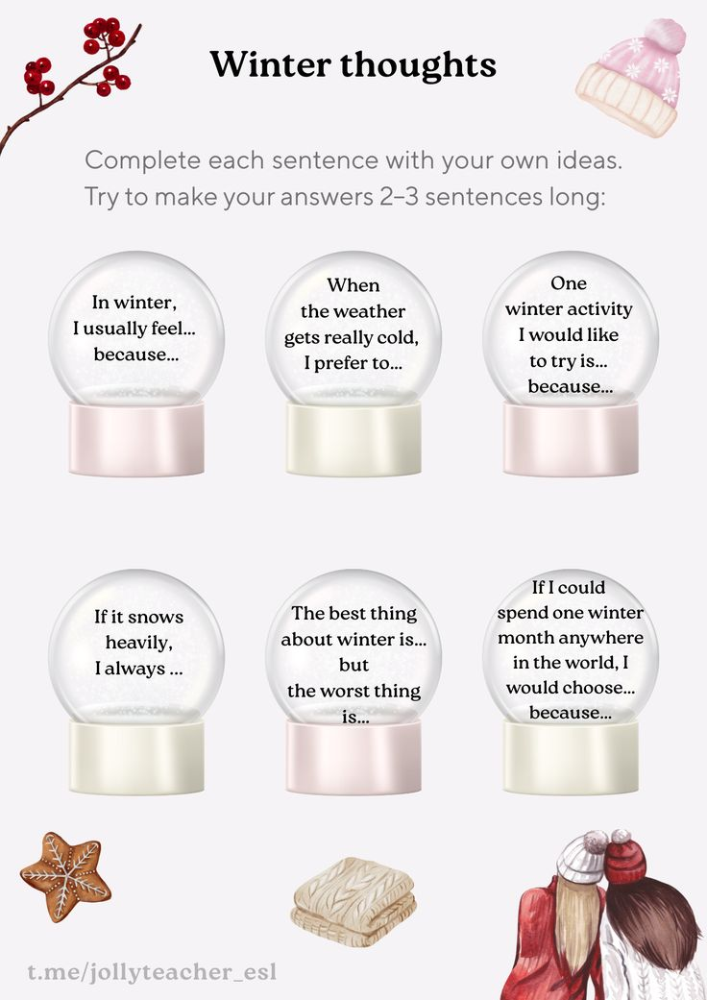 Winter thoughts
Complete each sentence with your own ideas.
Try to make your answers 2–3 sentences long:
In winter,
I usually feel...
because...
When
the weather
gets really cold,
I prefer to...
One
winter activity
I would like
to try is...
because...
If it snows
heavily,
I always ...
The best thing
about winter is...
but
the worst thing
is...
If I could
spend one winter
month anywhere
in the world, I
would choose...
because...
t.me/jollyteacher_esl